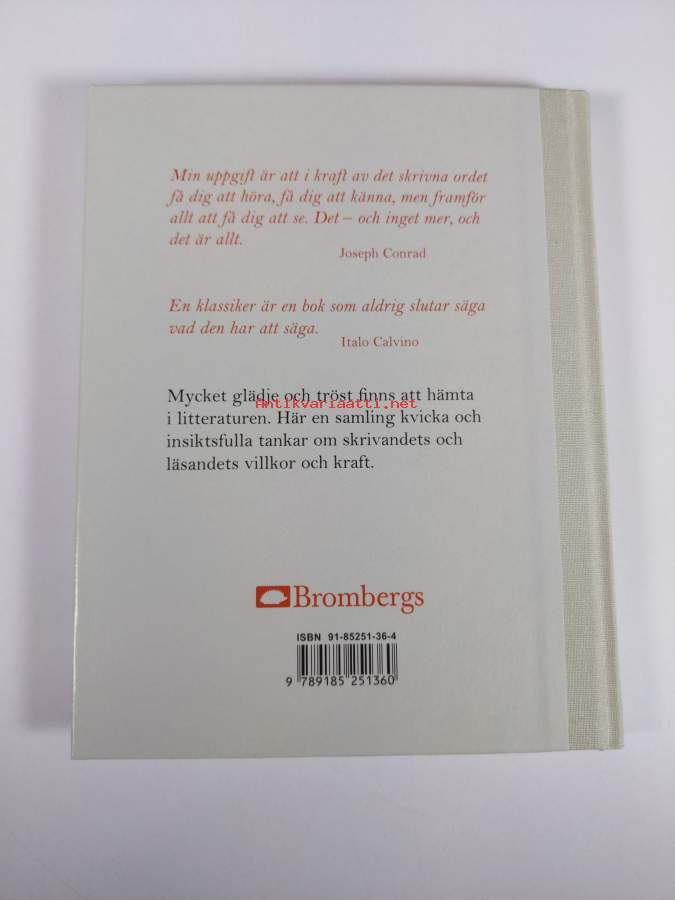 Min uppgift är att i kraft av det skrivna ordet
få dig att höra, få dig att känna, men framför
allt att få dig att se. Det – och inget mer, och
det är allt.
Joseph Conrad
En klassiker är en bok som aldrig slutar säga
vad den har att säga.
Italo Calvino
Mycket glädje och tröst finns att hämta
Antikvariaatti.net
i litteraturen. Här en samling kvicka och
insiktsfulla tankar om skrivandets och
läsandets villkor och kraft.
Brombergs
ISBN 91-85251-36-4
9 789185 251360